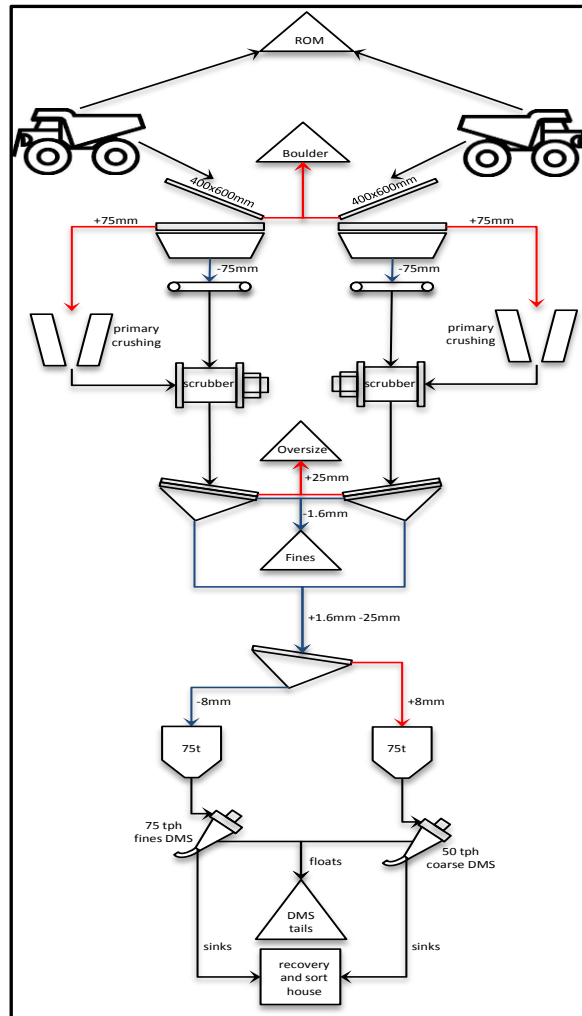 ROM
Boulder
400x600mm
400x600mm
+75mm
+75mm
-75mm
-75mm
primary
crushing
primary
crushing
scrubber
scrubber
Oversize
+25mm
-1.6mm
Fines
+1.6mm -25mm
-8mm
+8mm
75t
75t
75 tph
fines DMS
50 tph
coarse DMS
floats
DMS
tails
sinks
sinks
recovery
and sort
house